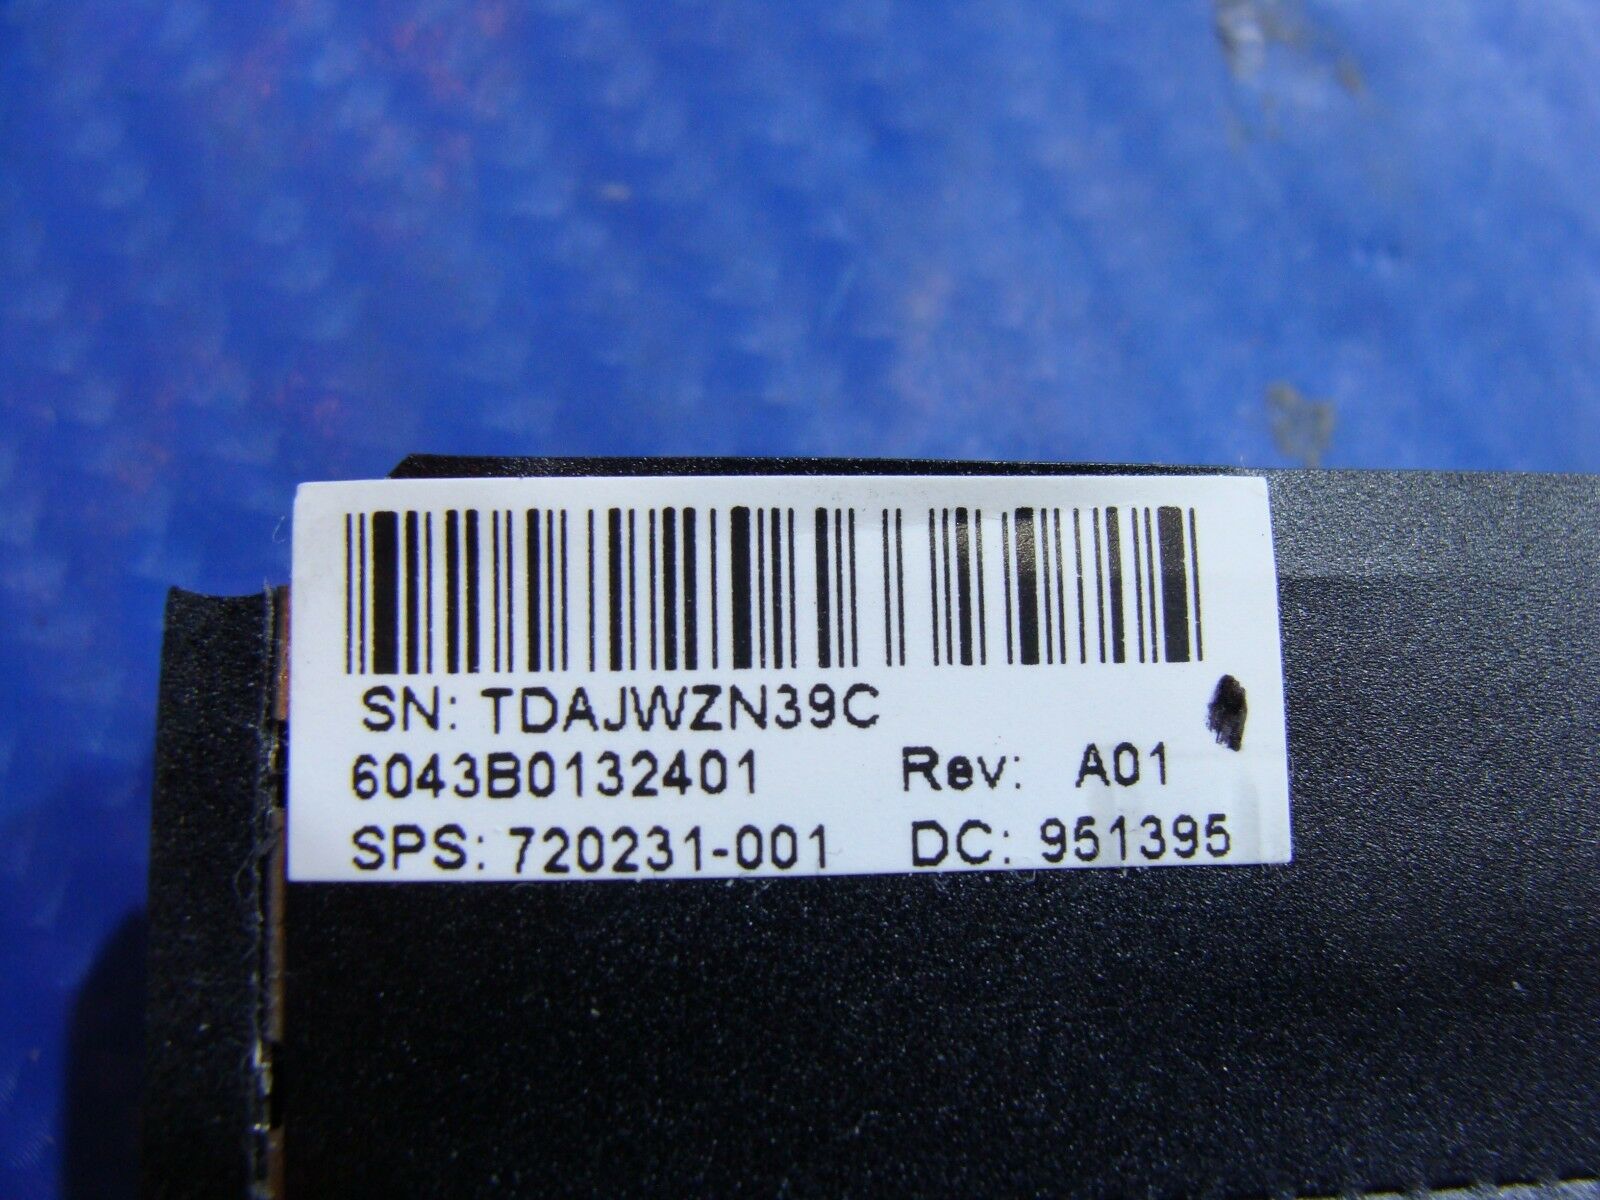 SN: TDAJWZN39C
6043B0132401 Rev: A01
SPS: 720231-001 DC: 951395